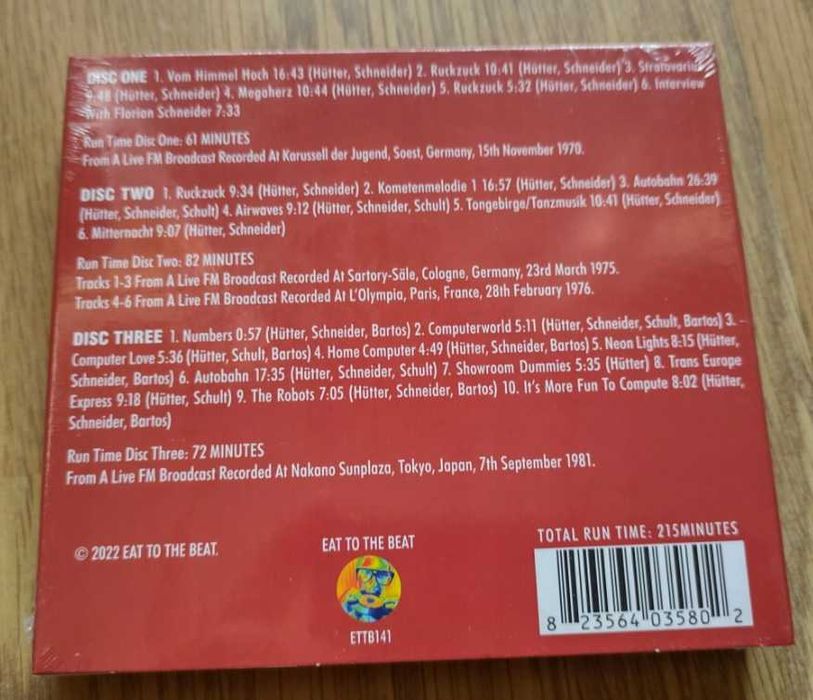 DISC ONE 1. Vom Himmel Hoch 16:43 (Hütter, Schneider) 2. Ruckzuck 10:41 (Hütter, Schneider) 3. Stratovarius
9:48 (Hütter, Schneider) 4. Megaherz 10:44 (Hütter, Schneider) 5. Ruckzuck 5:32 (Hütter, Schneider) 6. Interview
With Florian Schneider 7:33
Run Time Disc One: 61 MINUTES
From A Live FM Broadcast Recorded At Karussell der Jugend, Soest, Germany, 15th November 1970.
DISC TWO 1. Ruckzuck 9:34 (Hütter, Schneider) 2. Kometenmelodie 1 16:57 (Hütter, Schneider) 3. Autobahn 26:39
(Hütter, Schneider, Schult) 4. Airwaves 9:12 (Hütter, Schneider, Schult) 5. Tongebirge/Tanzmusik 10:41 (Hütter, Schneider)
6. Mitternacht 9:07 (Hütter, Schneider)
Run Time Disc Two: 82 MINUTES
Tracks 1-3 From A Live FM Broadcast Recorded At Sartory-Säle, Cologne, Germany, 23rd March 1975.
Tracks 4-6 From A Live FM Broadcast Recorded At L'Olympia, Paris, France, 28th February 1976.
DISC THREE 1. Numbers 0:57 (Hütter, Schneider, Bartos) 2. Computerworld 5:11 (Hütter, Schneider, Schult, Bartos) 3.
Computer Love 5:36 (Hütter, Schult, Bartos) 4. Home Computer 4:49 (Hütter, Schneider, Bartos) 5. Neon Lights 8:15 (Hütter,
Schneider, Bartos) 6. Autobahn 17:35 (Hütter, Schneider, Schult) 7. Showroom Dummies 5:35 (Hütter) 8. Trans Europe
Express 9:18 (Hütter, Schult) 9. The Robots 7:05 (Hütter, Schneider, Bartos) 10. It's More Fun To Compute 8:02 (Hütter,
Schneider, Bartos)
Run Time Disc Three: 72 MINUTES
From A Live FM Broadcast Recorded At Nakano Sunplaza, Tokyo, Japan, 7th September 1981.
© 2022 EAT TO THE BEAT.
EAT TO THE BEAT
ETTB141
TOTAL RUN TIME: 215MINUTES
8 23564 03580 2